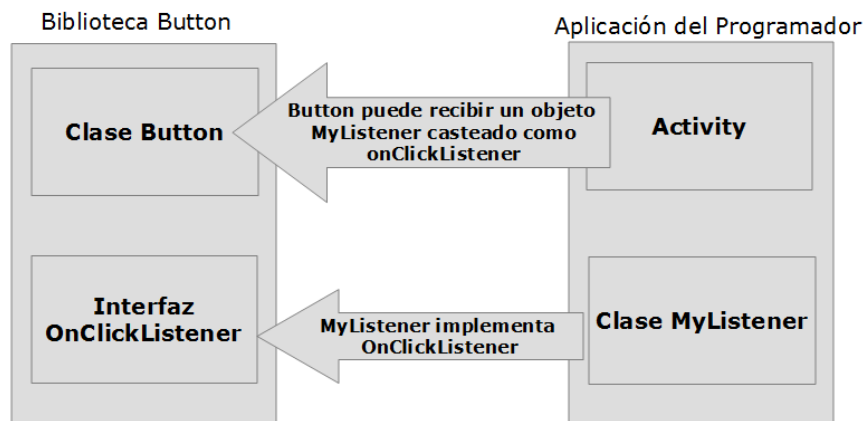 Biblioteca Button
Aplicación del Programador
Clase Button
Button puede recibir un objeto
MyListener casteado como
onClickListener
Activity
Interfaz
OnClickListener
MyListener implementa
OnClickListener
Clase MyListener